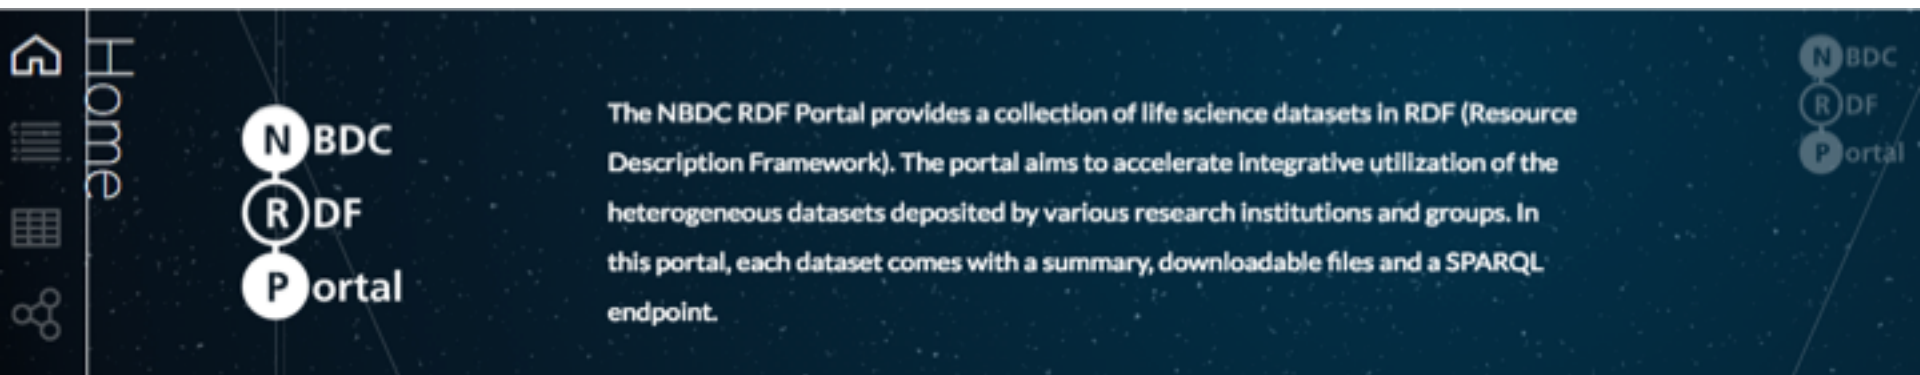 Home
NBDC
RDF
Portal
The NBDC RDF Portal provides a collection of life science datasets in RDF (Resource
Description Framework). The portal aims to accelerate integrative utilization of the
heterogeneous datasets deposited by various research institutions and groups. In
this portal, each dataset comes with a summary, downloadable files and a SPARQL
endpoint.
NBDC
RDF
Portal